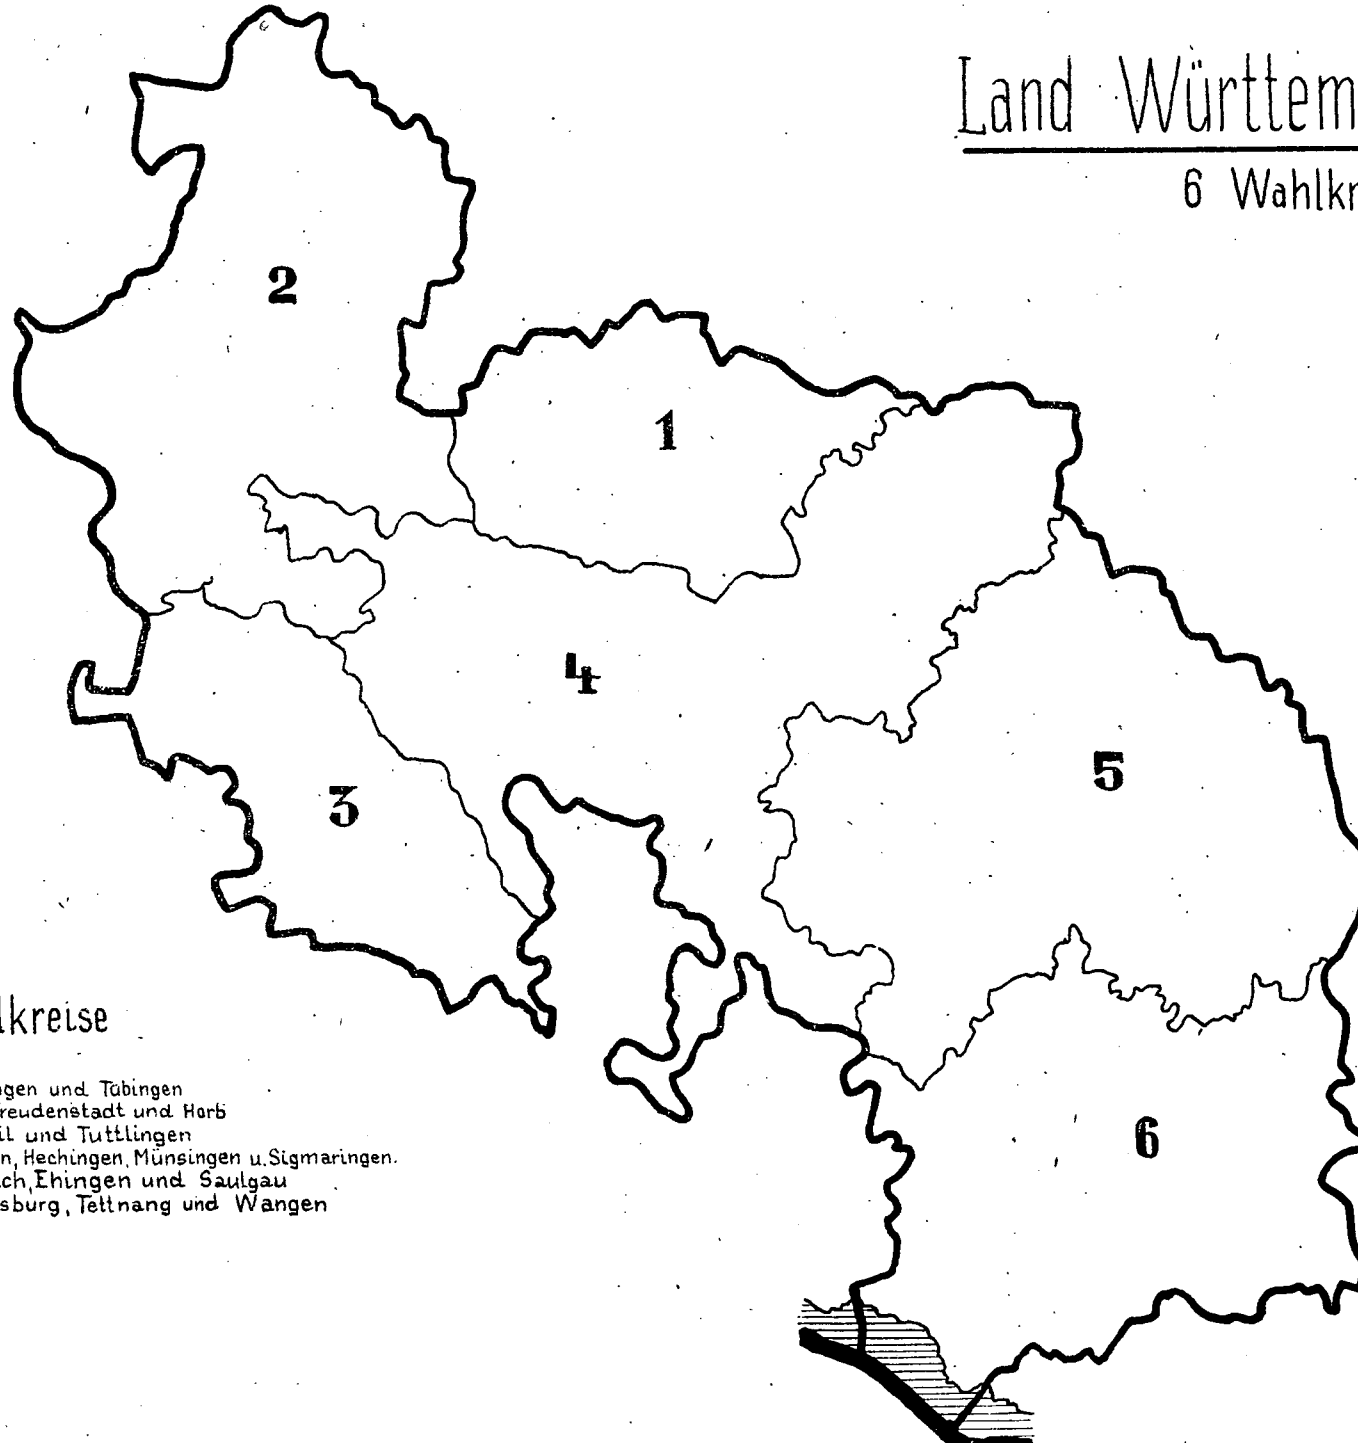 Land Württem
6 Wahlkr
2
1
4
5
3
6
lkreise
ngen und Tübingen
reudenstadt und Horb
il und Tuttlingen
n, Hechingen, Münsingen u. Sigmaringen.
ch, Ehingen und Saulgau
sburg, Tettnang und Wangen